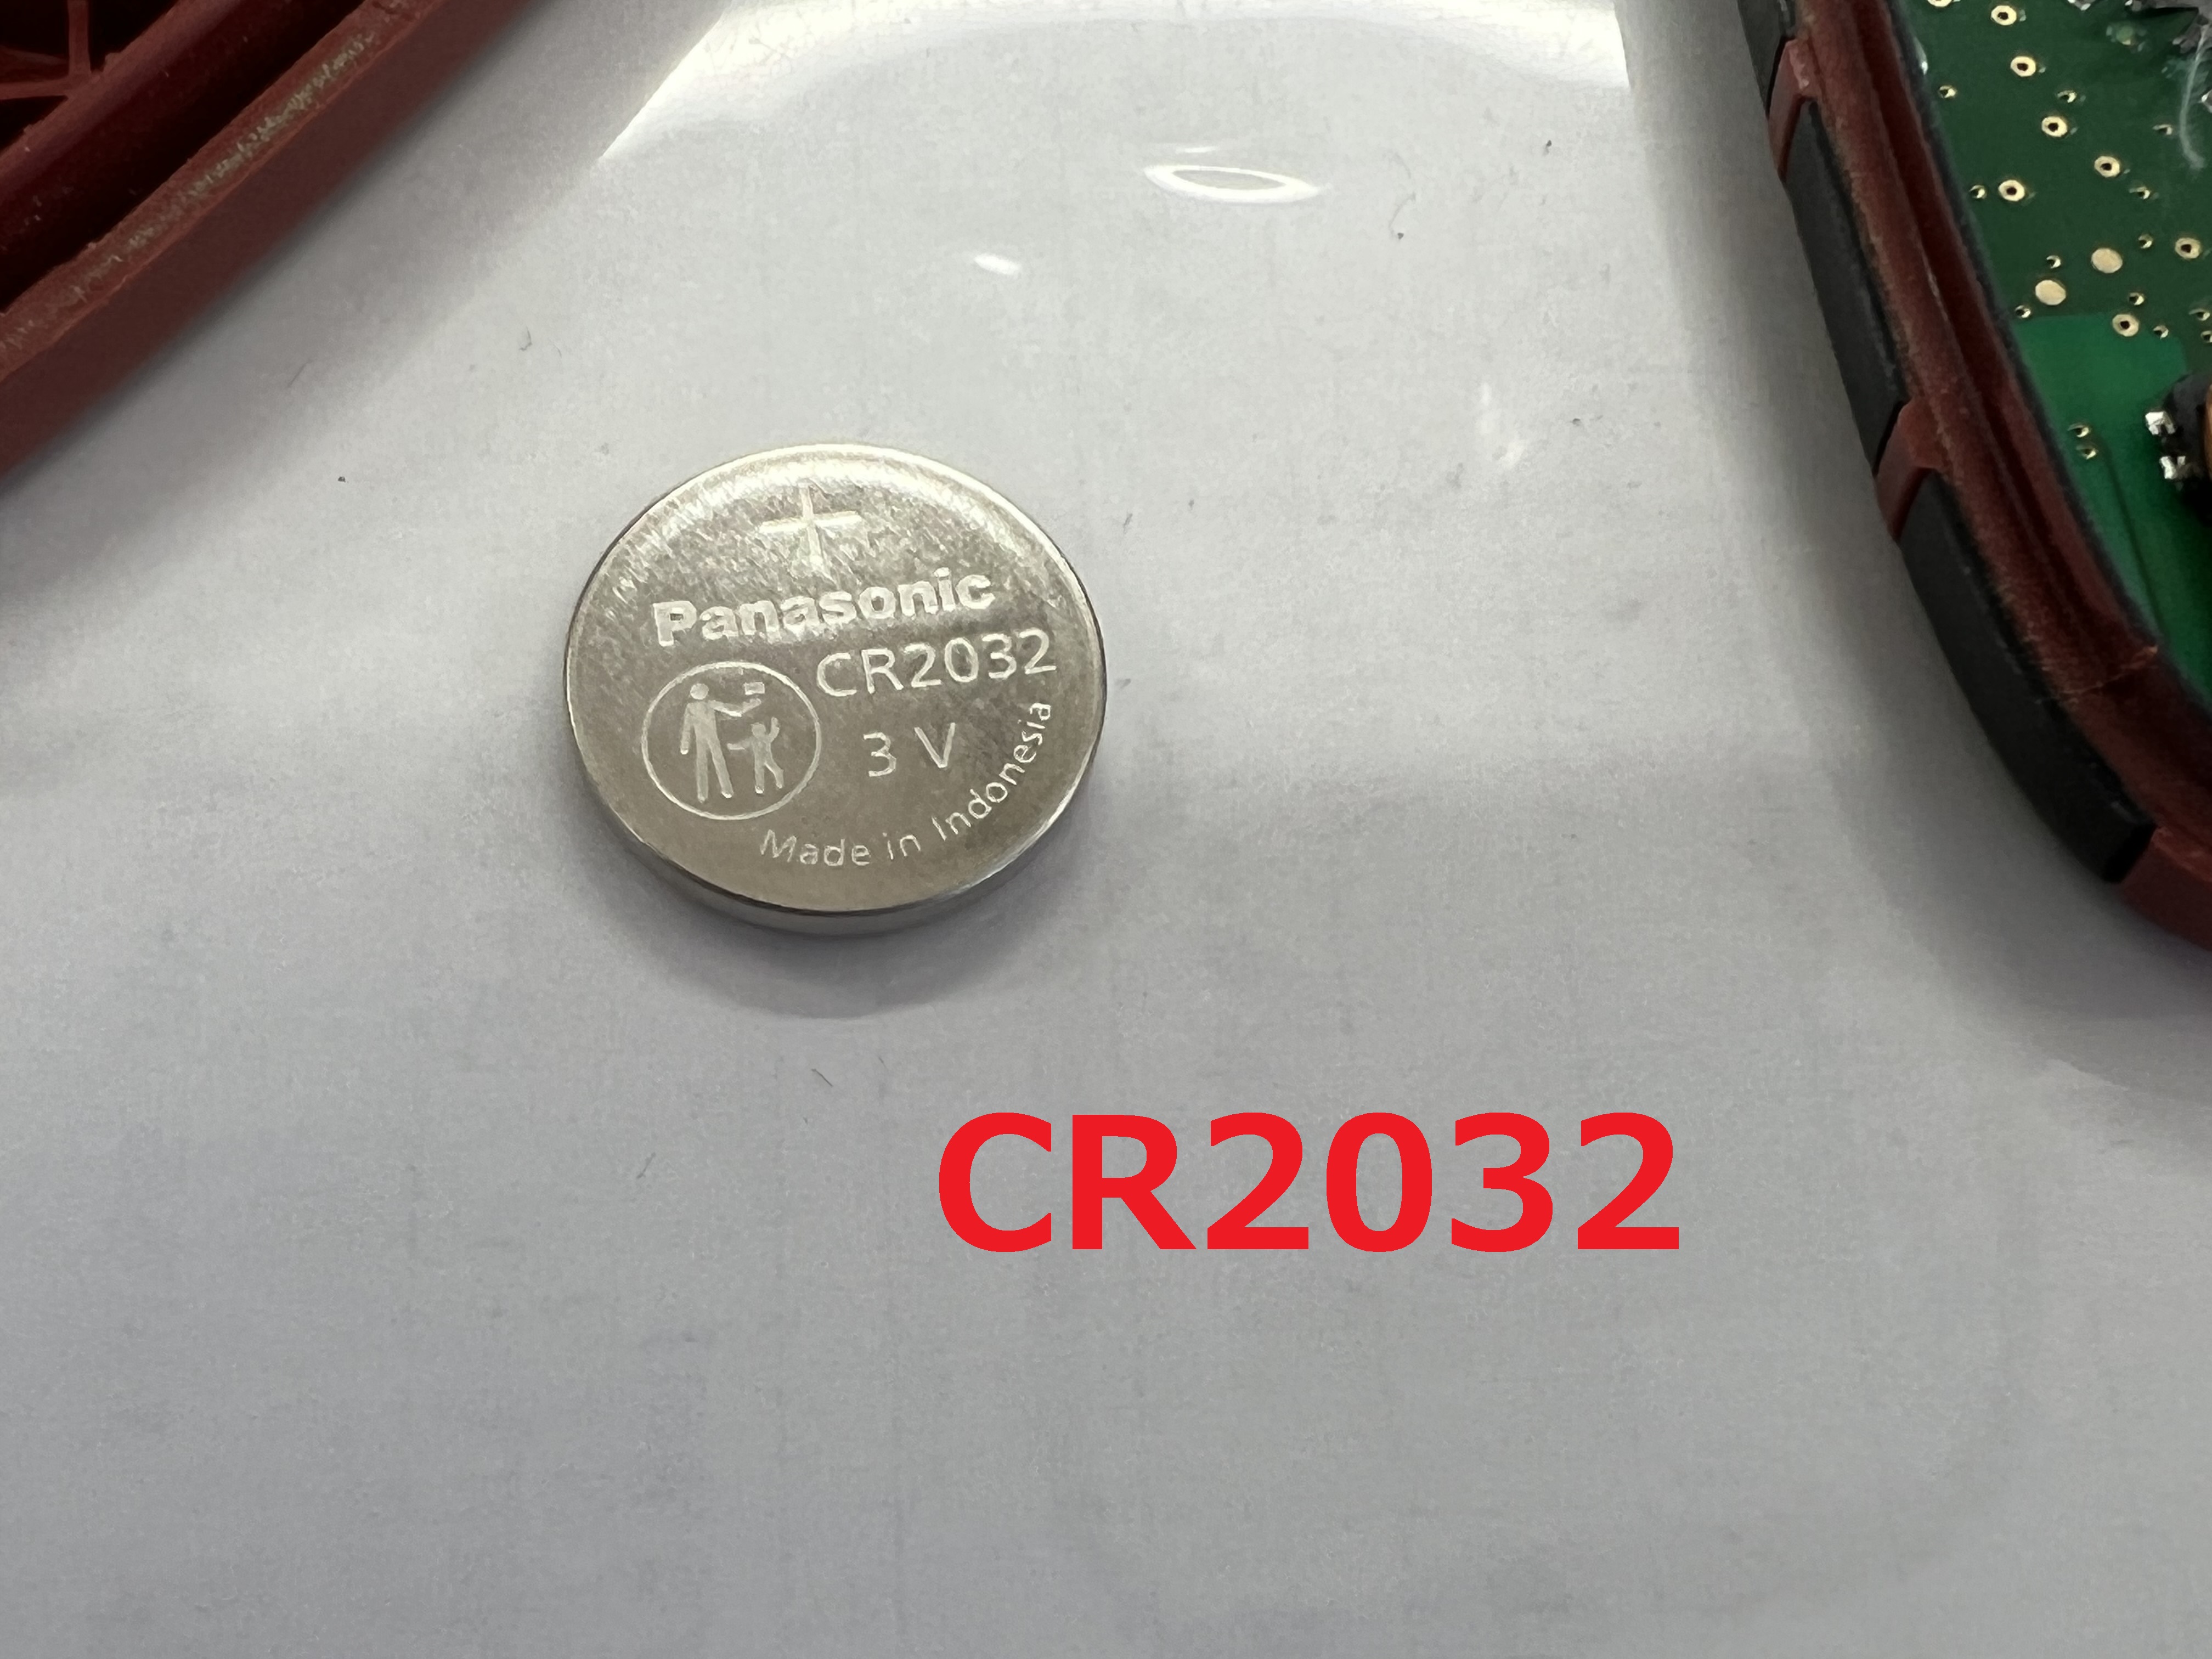 +
Panasonic
CR2032
3 V
Made in Indonesia
CR2032